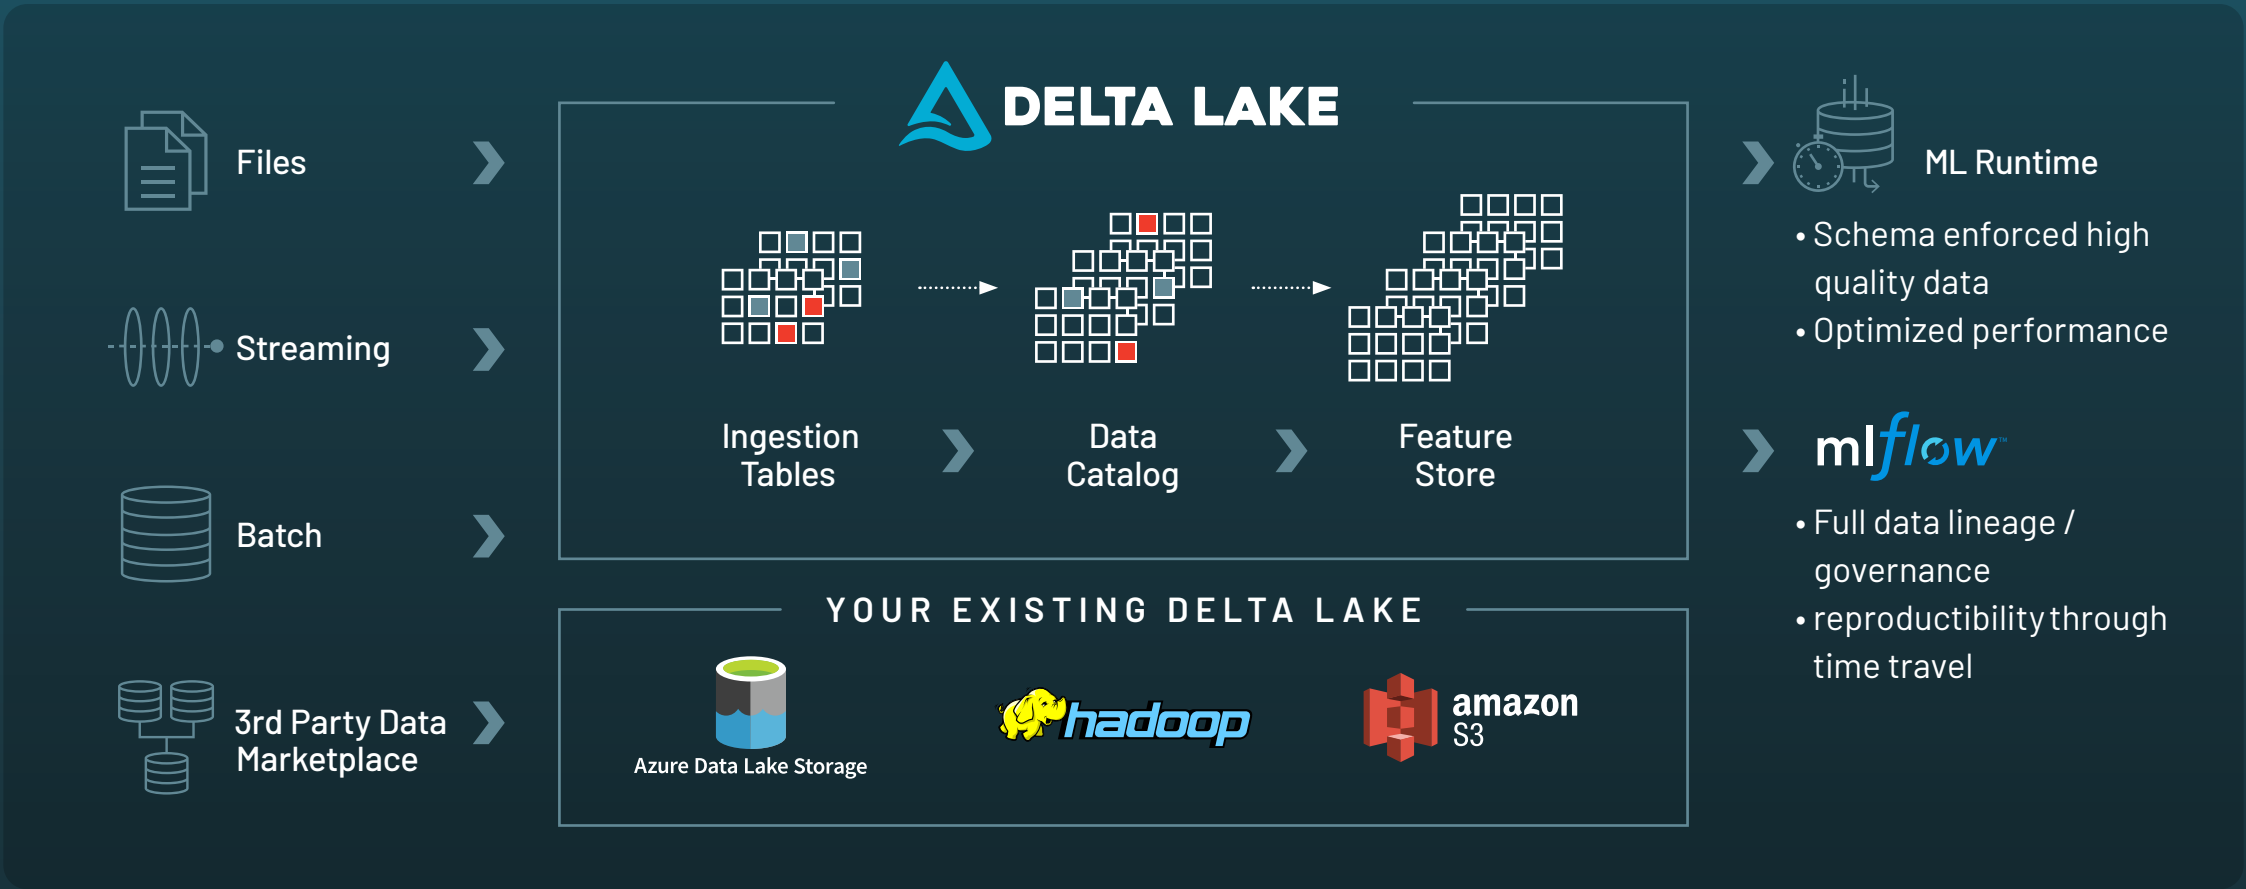 DELTA LAKE
Files
Streaming
Batch
3rd Party Data
Marketplace
Ingestion
Tables
Data
Catalog
Feature
Store
YOUR EXISTING DELTA LAKE
Azure Data Lake Storage
hadoop
amazon
S3
ML Runtime
• Schema enforced high
quality data
• Optimized performance
mlflow™
• Full data lineage /
governance
• reproductibility through
time travel